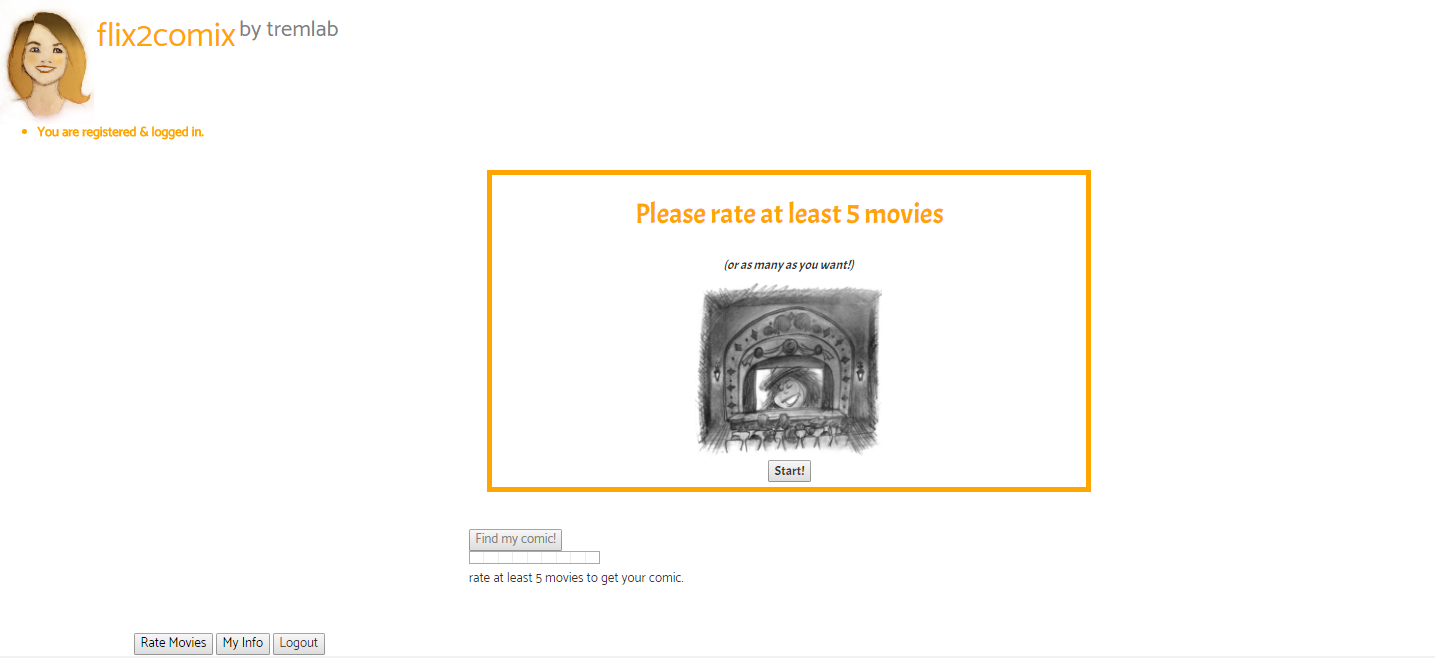 flix2comix by tremlab
You are registered & logged in.
Please rate at least 5 movies
(or as many as you want!)
Start!
Find my comic!
rate at least 5 movies to get your comic.
Rate Movies My Info Logout